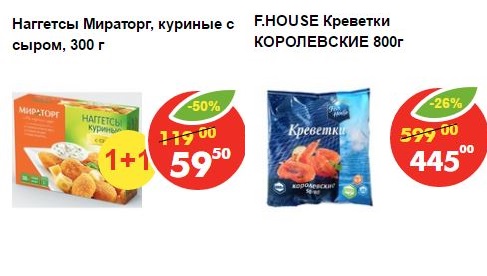 Наггетсы Мираторг, куриные с
сыром, 300 г
МИРАТОРГ
НАГГЕТСЫ
куриные
1+1
-50%
119 00
59 50
F.HOUSE Креветки
КОРОЛЕВСКИЕ 800г
Креветки
королевские
-26%
599 00
445 00